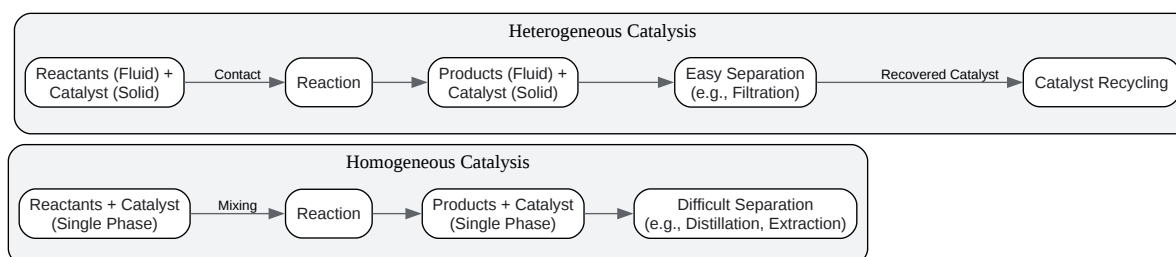 Heterogeneous Catalysis
Reactants (Fluid) +
Catalyst (Solid)
Contact
Reaction
Products (Fluid) +
Catalyst (Solid)
Easy Separation
(e.g., Filtration)
Recovered Catalyst
Catalyst Recycling
Homogeneous Catalysis
Reactants + Catalyst
(Single Phase)
Mixing
Reaction
Products + Catalyst
(Single Phase)
Difficult Separation
(e.g., Distillation, Extraction)